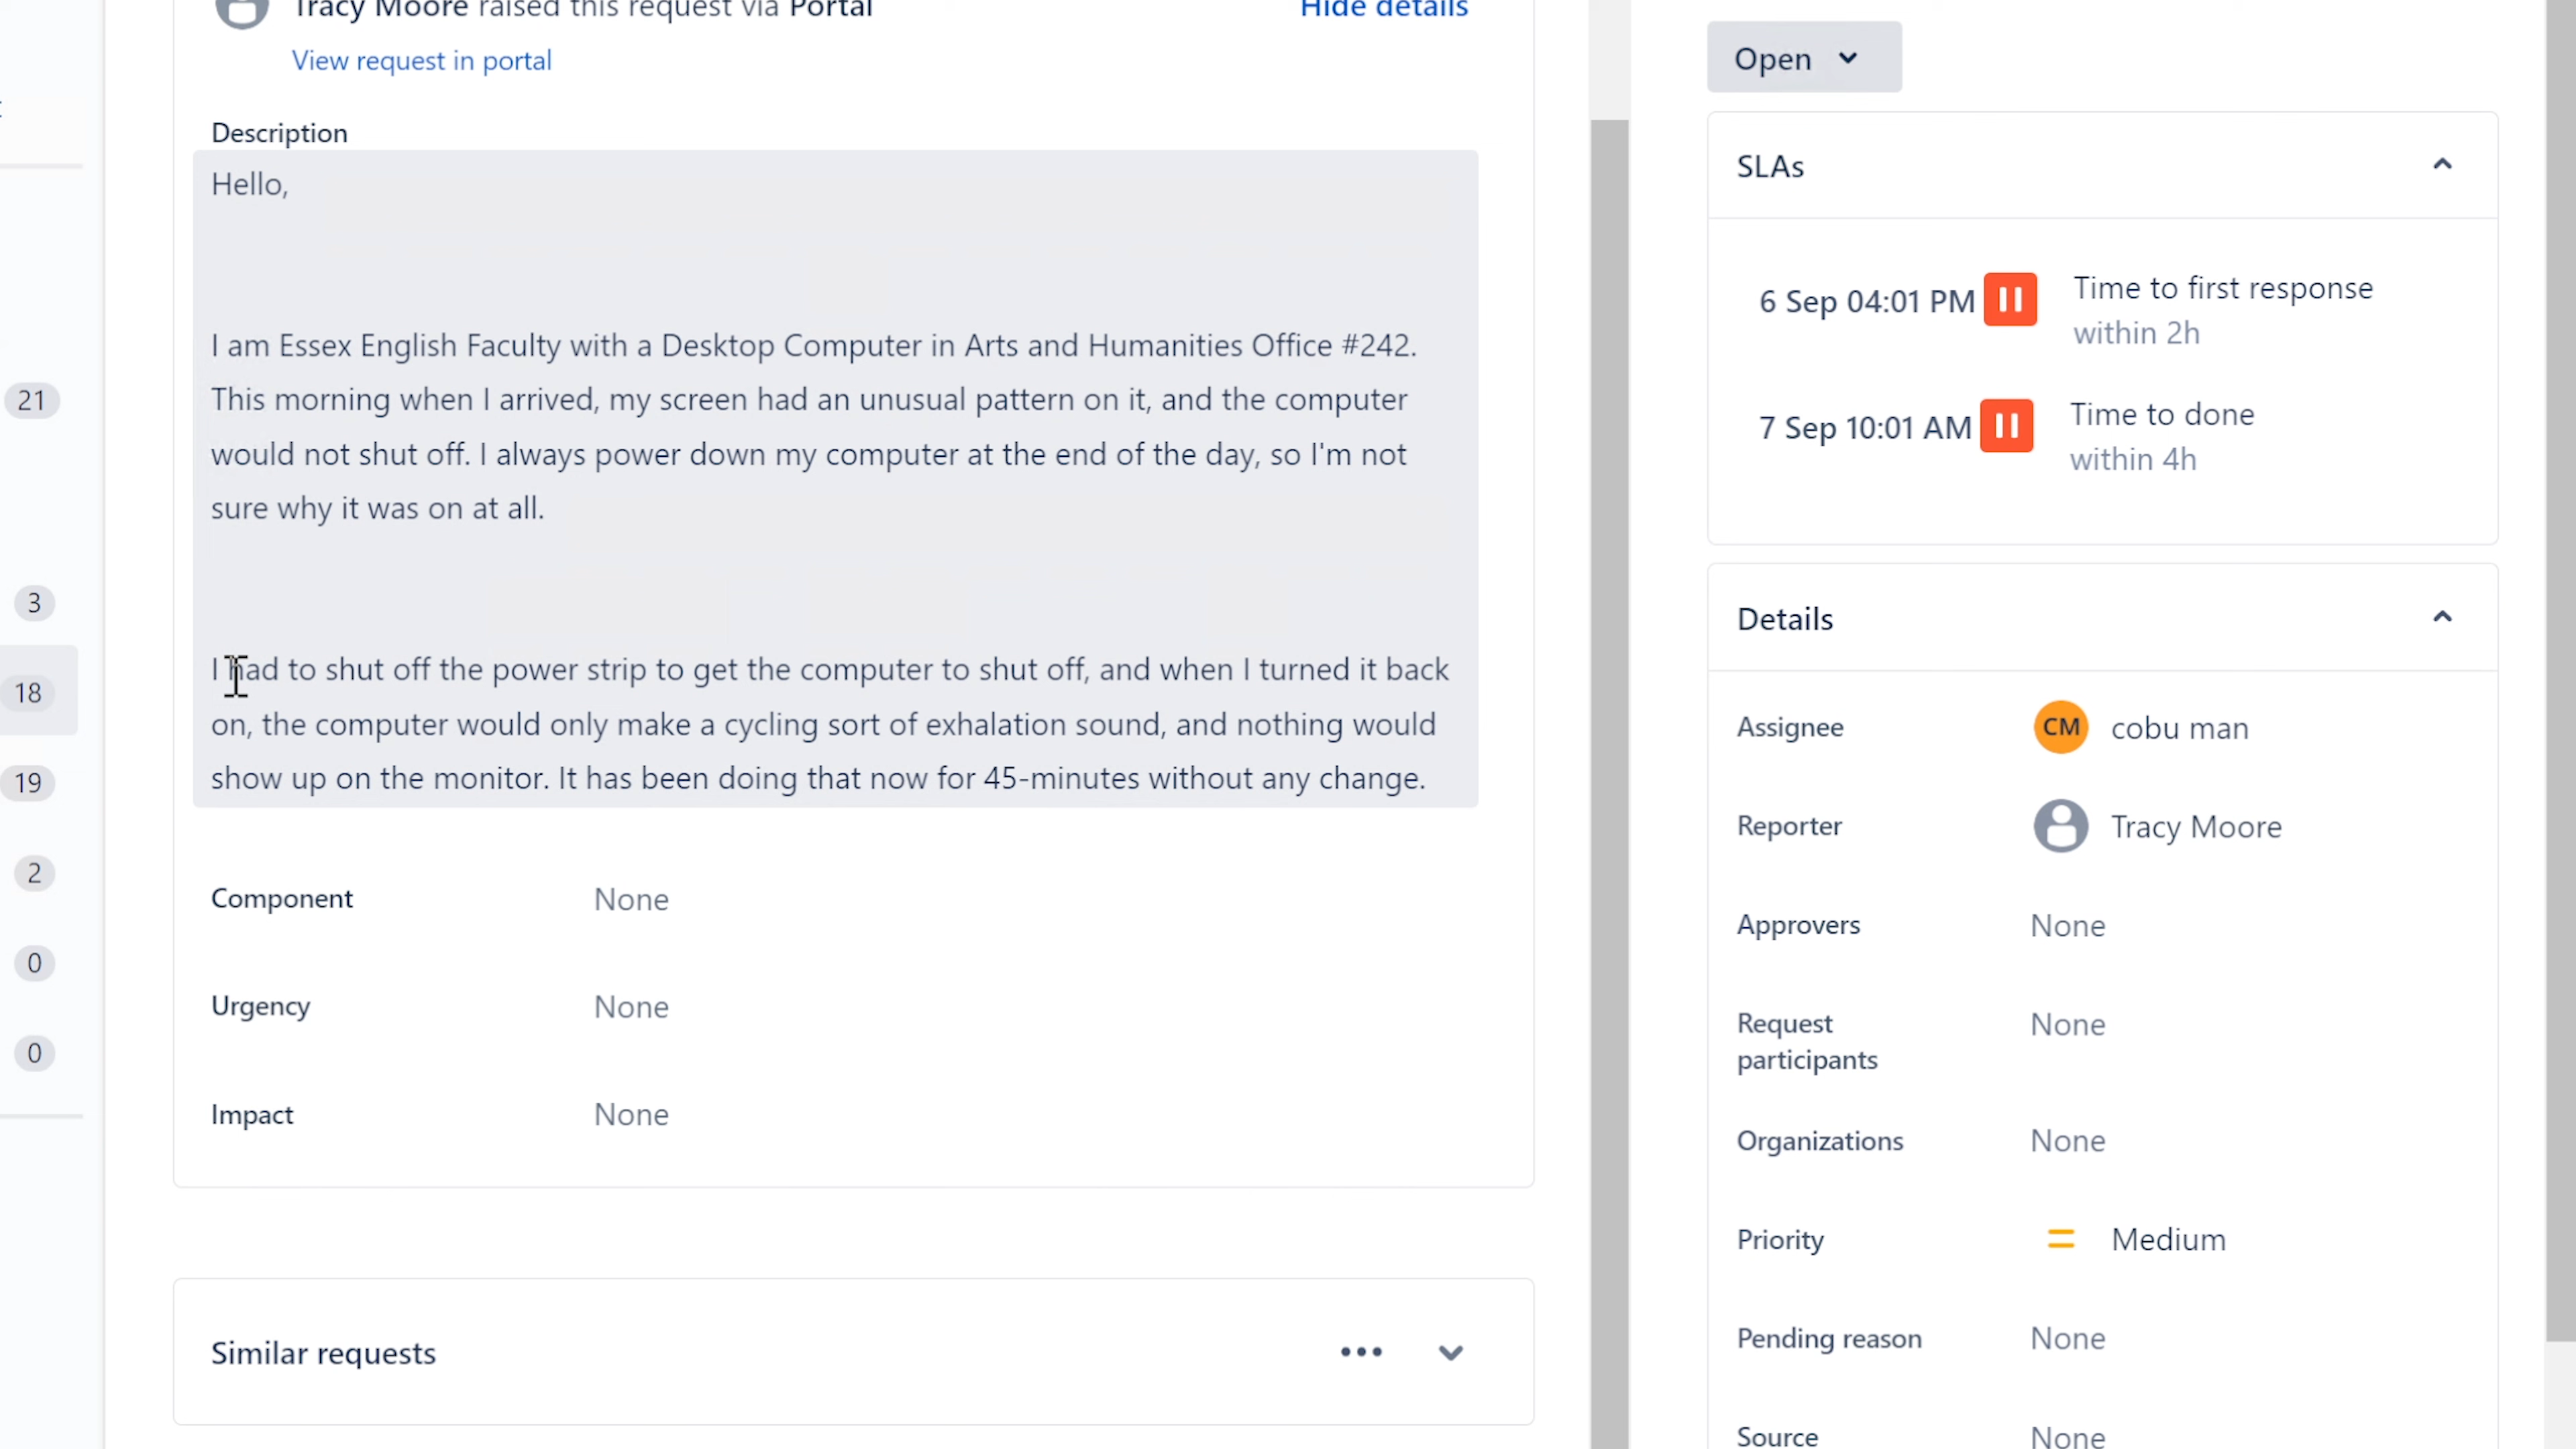 Tracy Moore raised this request via Portal
Hide details
View request in portal
Description
Hello,
I am Essex English Faculty with a Desktop Computer in Arts and Humanities Office #242.
This morning when I arrived, my screen had an unusual pattern on it, and the computer
would not shut off. I always power down my computer at the end of the day, so I'm not
sure why it was on at all.
I had to shut off the power strip to get the computer to shut off, and when I turned it back
on, the computer would only make a cycling sort of exhalation sound, and nothing would
show up on the monitor. It has been doing that now for 45-minutes without any change.
Component None
Urgency None
Impact None
Similar requests
21
3
18
19
2
0
0
Open
SLAs
6 Sep 04:01 PM Time to first response
within 2h
7 Sep 10:01 AM Time to done
within 4h
Details
Assignee CM cobu man
Reporter Tracy Moore
Approvers None
Request None
participants
Organizations None
Priority Medium
Pending reason None
Source None